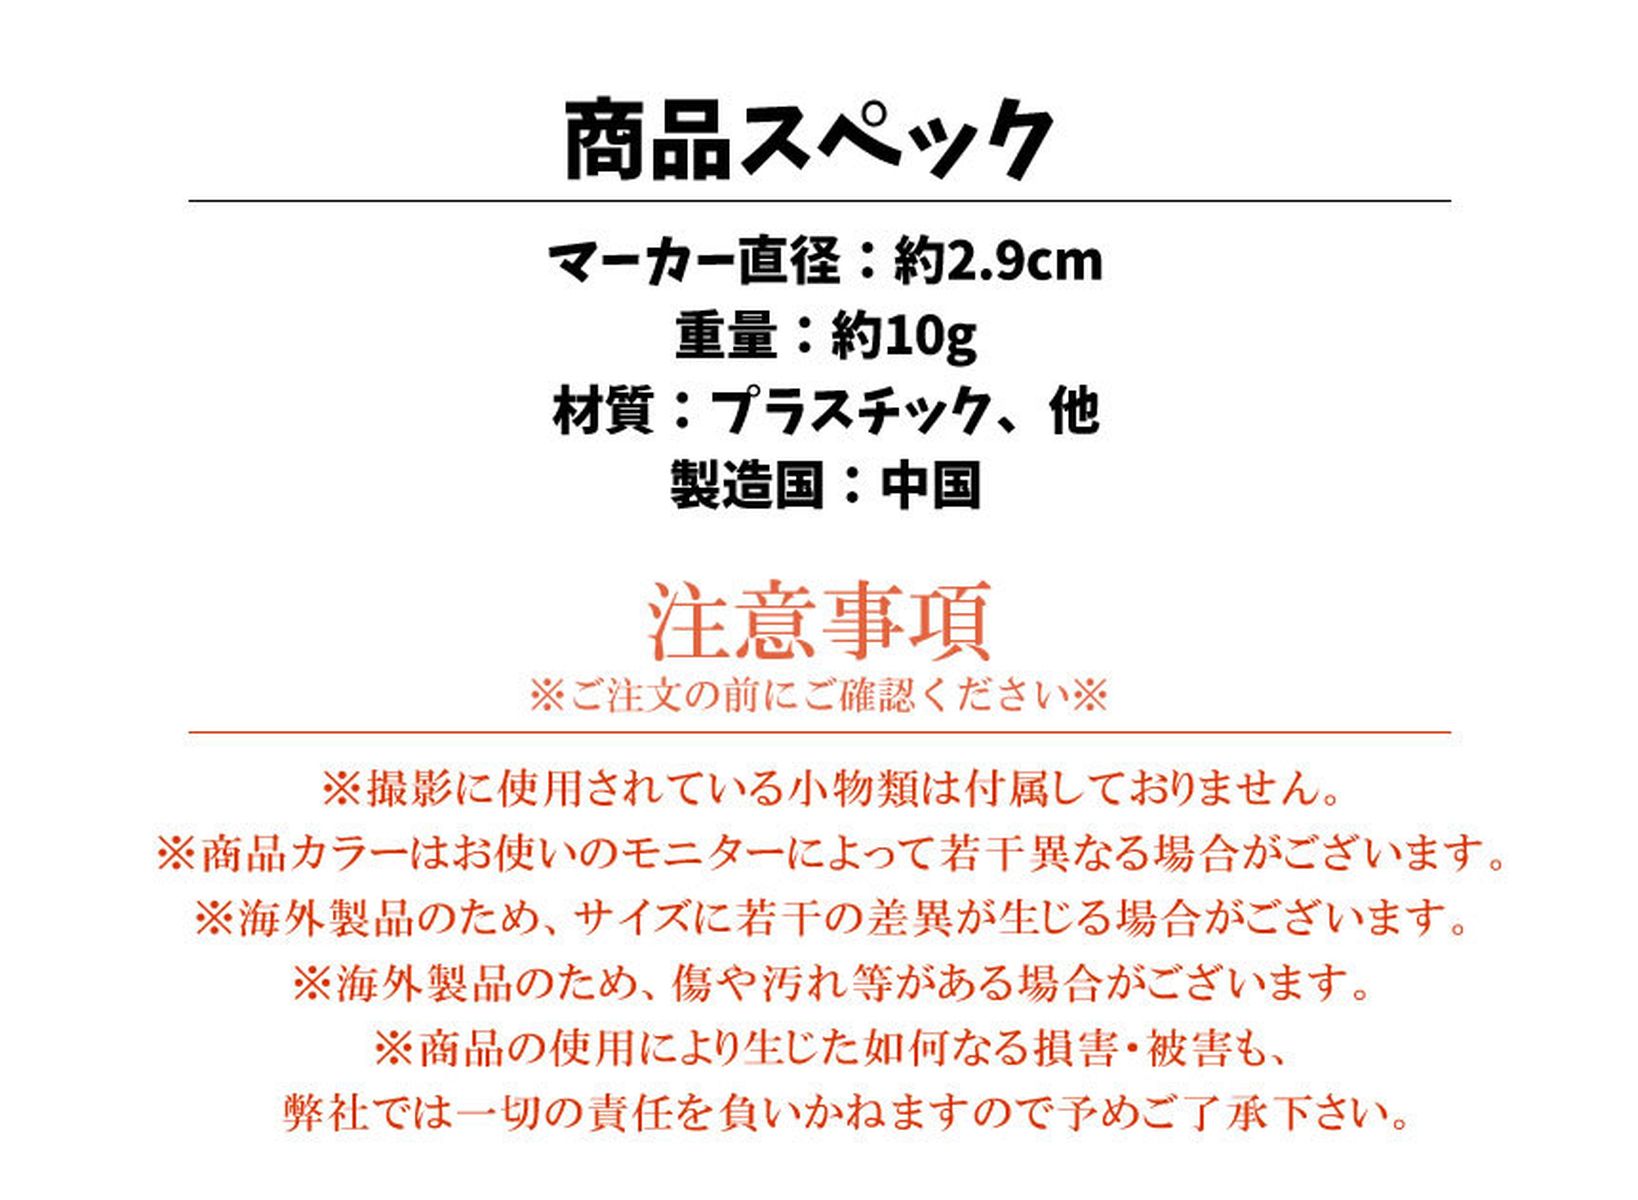 商品スペック
マーカー直径：約2.9cm
重量：約10g
材質：プラスチック、他
製造国：中国
注意事項
※ご注文の前にご確認ください※
※撮影に使用されている小物類は付属しておりません。
※商品カラーはお使いのモニターによって若干異なる場合がございます。
※海外製品のため、サイズに若干の差異が生じる場合がございます。
※海外製品のため、傷や汚れ等がある場合がございます。
※商品の使用により生じた如何なる損害・被害も、
弊社では一切の責任を負いかねますので予めご了承下さい。